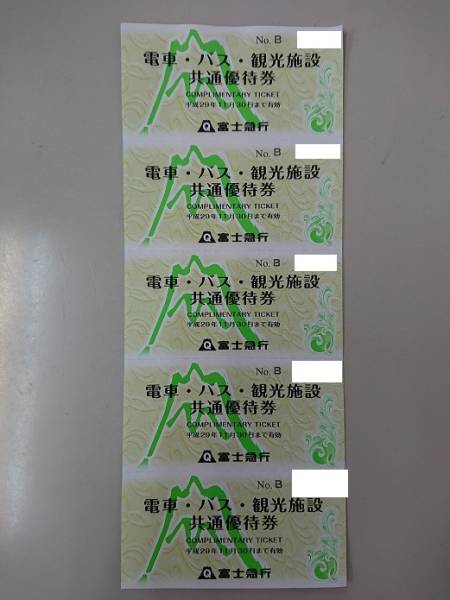 No. B
電車・バス・観光施設
共通優待券
COMPLIMENTARY TICKET
平成29年11月30日まで有効
富士急行
No. B
電車・バス・観光施設
共通優待券
COMPLIMENTARY TICKET
平成29年11月30日まで有効
富士急行
No. B
電車・バス・観光施設
共通優待券
COMPLIMENTARY TICKET
平成29年11月30日まで有効
富士急行
No. B
電車・バス・観光施設
共通優待券
COMPLIMENTARY TICKET
平成29年11月30日まで有効
富士急行
No. B
電車・バス・観光施設
共通優待券
COMPLIMENTARY TICKET
平成29年11月30日まで有効
富士急行